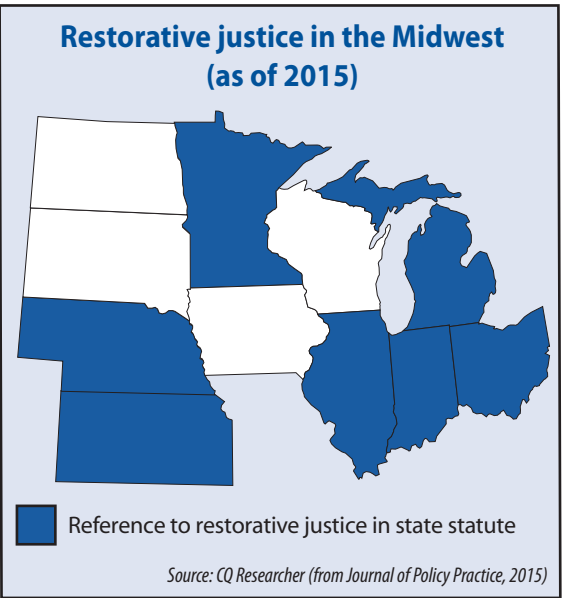 Restorative justice in the Midwest
(as of 2015)
Reference to restorative justice in state statute
Source: CQ Researcher (from Journal of Policy Practice, 2015)